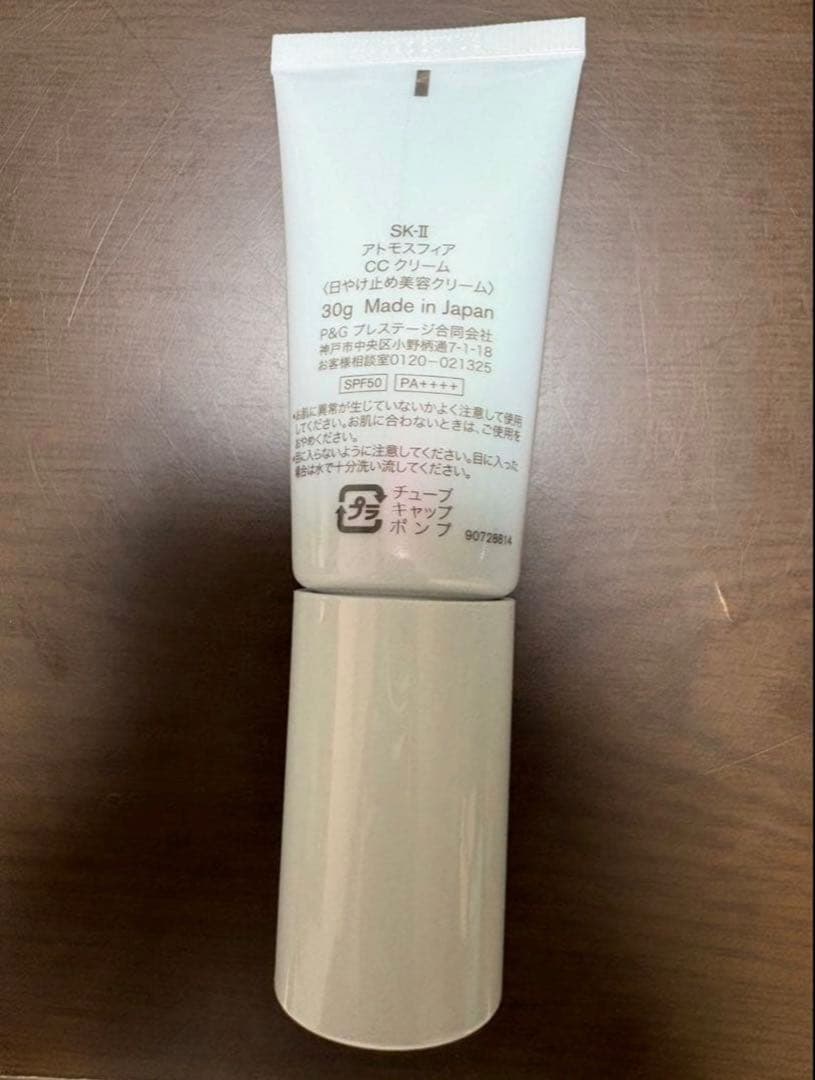 SK-II
アトモスフィア
CC クリーム
〈日やけ止め美容クリーム〉
30g Made in Japan
P&G プレステージ合同会社
神戸市中央区小野柄通7-1-18
お客様相談室0120-021325
SPF50 PA++++
•お肌に異常が生じていないかよく注意して使用
してください。お肌に合わないときは、ご使用を
おやめください。
•目に入らないように注意してください。目に入った
場合は水で十分洗い流してください。
プラ
チューブ
キャップ
ポンプ
90728814